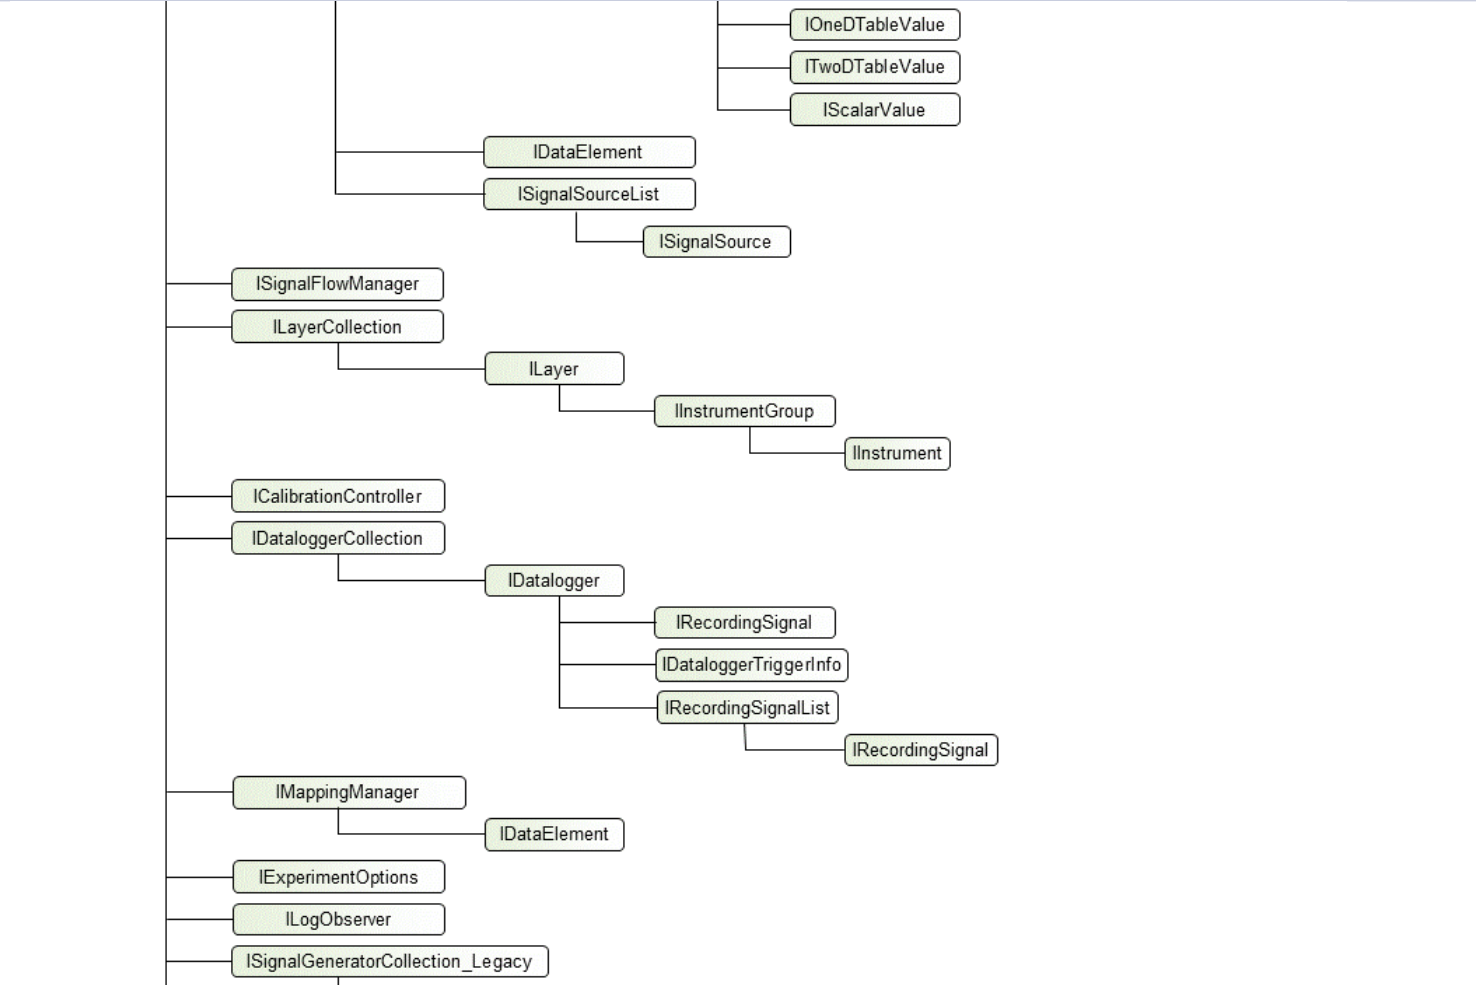 IOneDTableValue
ITwoDTableValue
IScalarValue
IDataElement
ISignalSourceList
ISignalSource
ISignalFlowManager
ILayerCollection
ILayer
IInstrumentGroup
IInstrument
ICalibrationController
IDataloggerCollection
IDatalogger
IRecordingSignal
IDataloggerTriggerInfo
IRecordingSignalList
IRecordingSignal
IMappingManager
IDataElement
IExperimentOptions
ILogObserver
ISignalGeneratorCollection_Legacy